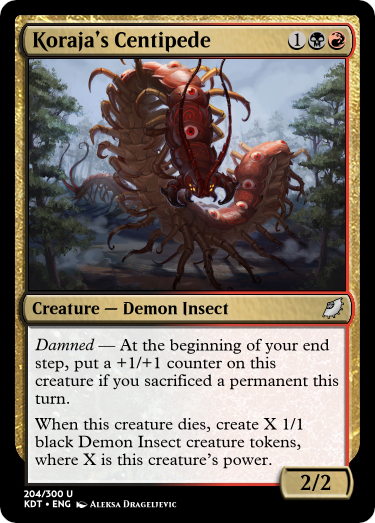 Koraja's Centipede 1
Creature — Demon Insect
Damned — At the beginning of your end
step, put a +1/+1 counter on this
creature if you sacrificed a permanent this
turn.
When this creature dies, create X 1/1
black Demon Insect creature tokens,
where X is this creature's power.
2/2
204/300 U
KDT • ENG Aleksa Drageljevic